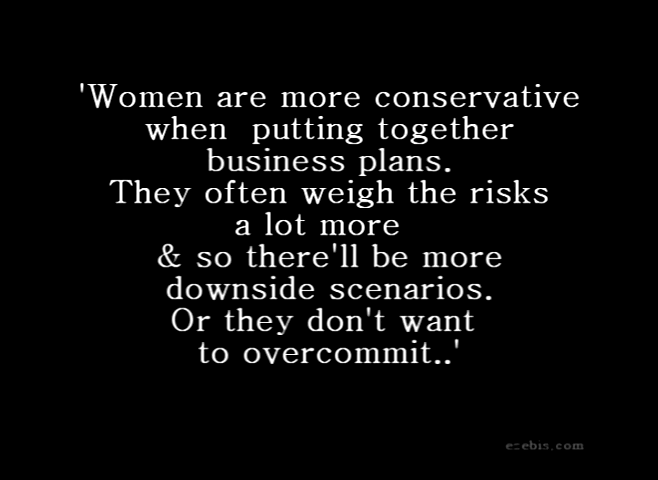 'Women are more conservative
when putting together
business plans.
They often weigh the risks
a lot more
& so there'll be more
downside scenarios.
Or they don't want
to overcommit..'
ezebis.com